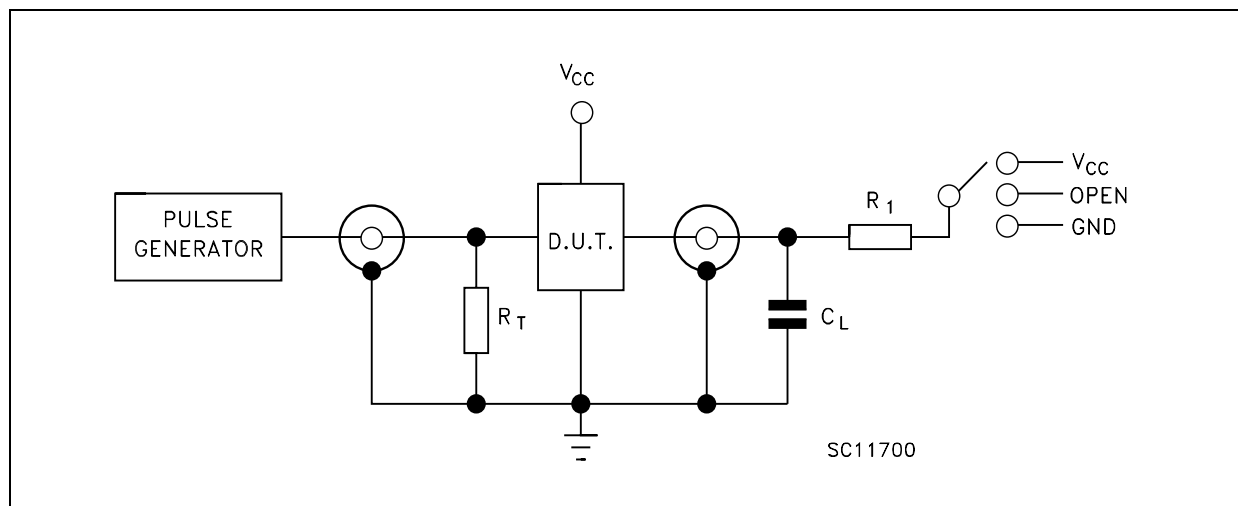 VCC
PULSE
GENERATOR
D.U.T.
RT
CL
R1
VCC
OPEN
GND
SC11700